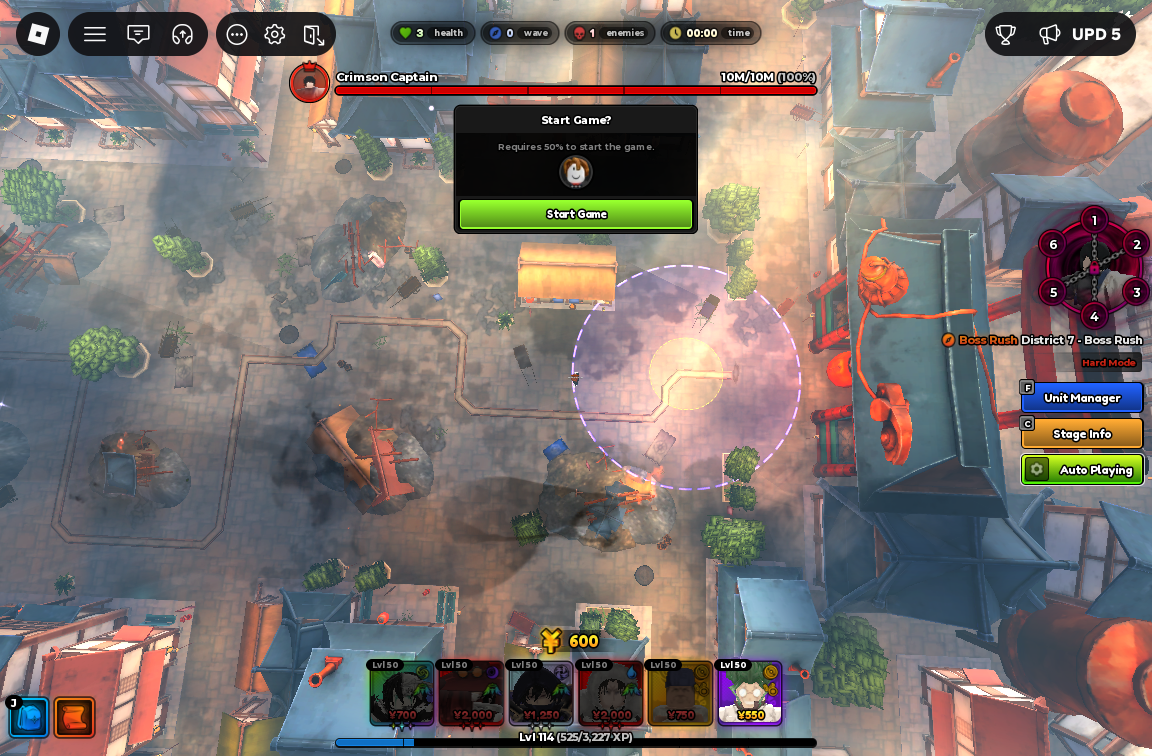 3 health
0 wave
1 enemies
00:00 time
UPD 5
Crimson Captain
10M/10M (100%)
Start Game?
Requires 50% to start the game.
Start Game
1
6
2
5
3
4
Boss Rush District 7 - Boss Rush
Hard Mode
F
Unit Manager
C
Stage Info
Auto Playing
¥ 600
Lvl 50
Lvl 50
Lvl 50
Lvl 50
Lvl 50
Lvl 50
¥700
¥2,000
¥1,250
¥2,000
¥750
¥550
J
Lvl 114 (525/3,227 XP)